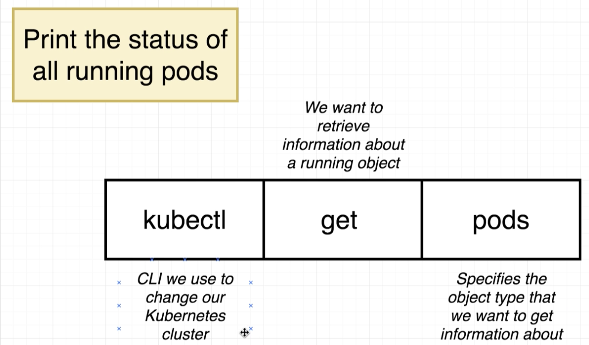 Print the status of
all running pods
We want to
retrieve
information about
a running object
kubectl
get
pods
CLI we use to
change our
Kubernetes
cluster
Specifies the
object type that
we want to get
information about